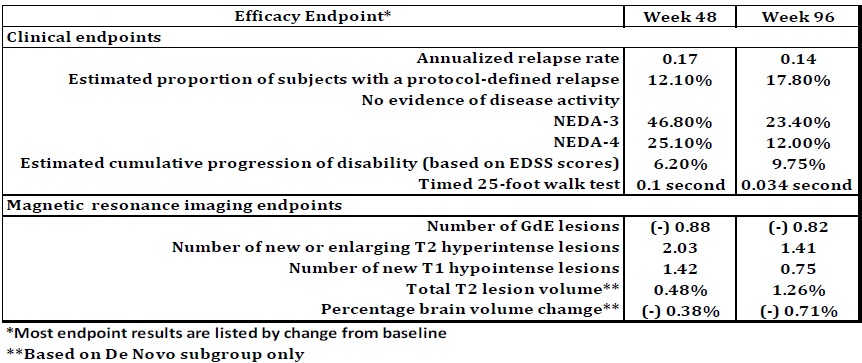 Efficacy Endpoint* Week 48 Week 96
Clinical endpoints
Annualized relapse rate 0.17 0.14
Estimated proportion of subjects with a protocol-defined relapse 12.10% 17.80%
No evidence of disease activity
NEDA-3 46.80% 23.40%
NEDA-4 25.10% 12.00%
Estimated cumulative progression of disability (based on EDSS scores) 6.20% 9.75%
Timed 25-foot walk test 0.1 second 0.034 second
Magnetic resonance imaging endpoints
Number of GdE lesions (-) 0.88 (-) 0.82
Number of new or enlarging T2 hyperintense lesions 2.03 1.41
Number of new T1 hypointense lesions 1.42 0.75
Total T2 lesion volume** 0.48% 1.26%
Percentage brain volume change** (-) 0.38% (-) 0.71%
*Most endpoint results are listed by change from baseline
**Based on De Novo subgroup only